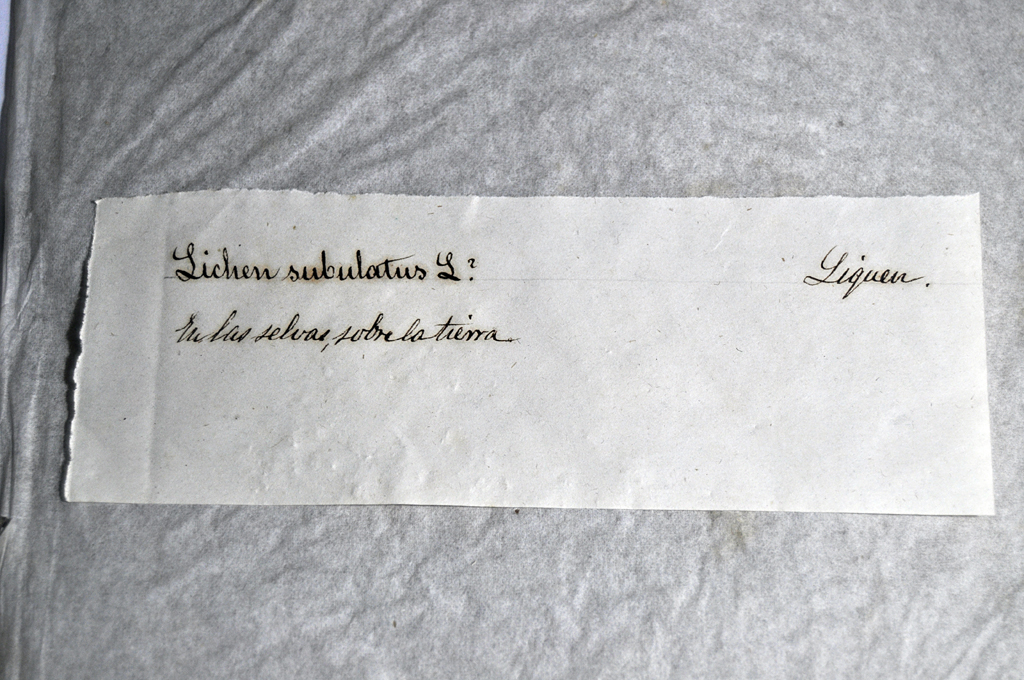 Lichen subulatus L? Liquen.
En las selvas, sobre la tierra